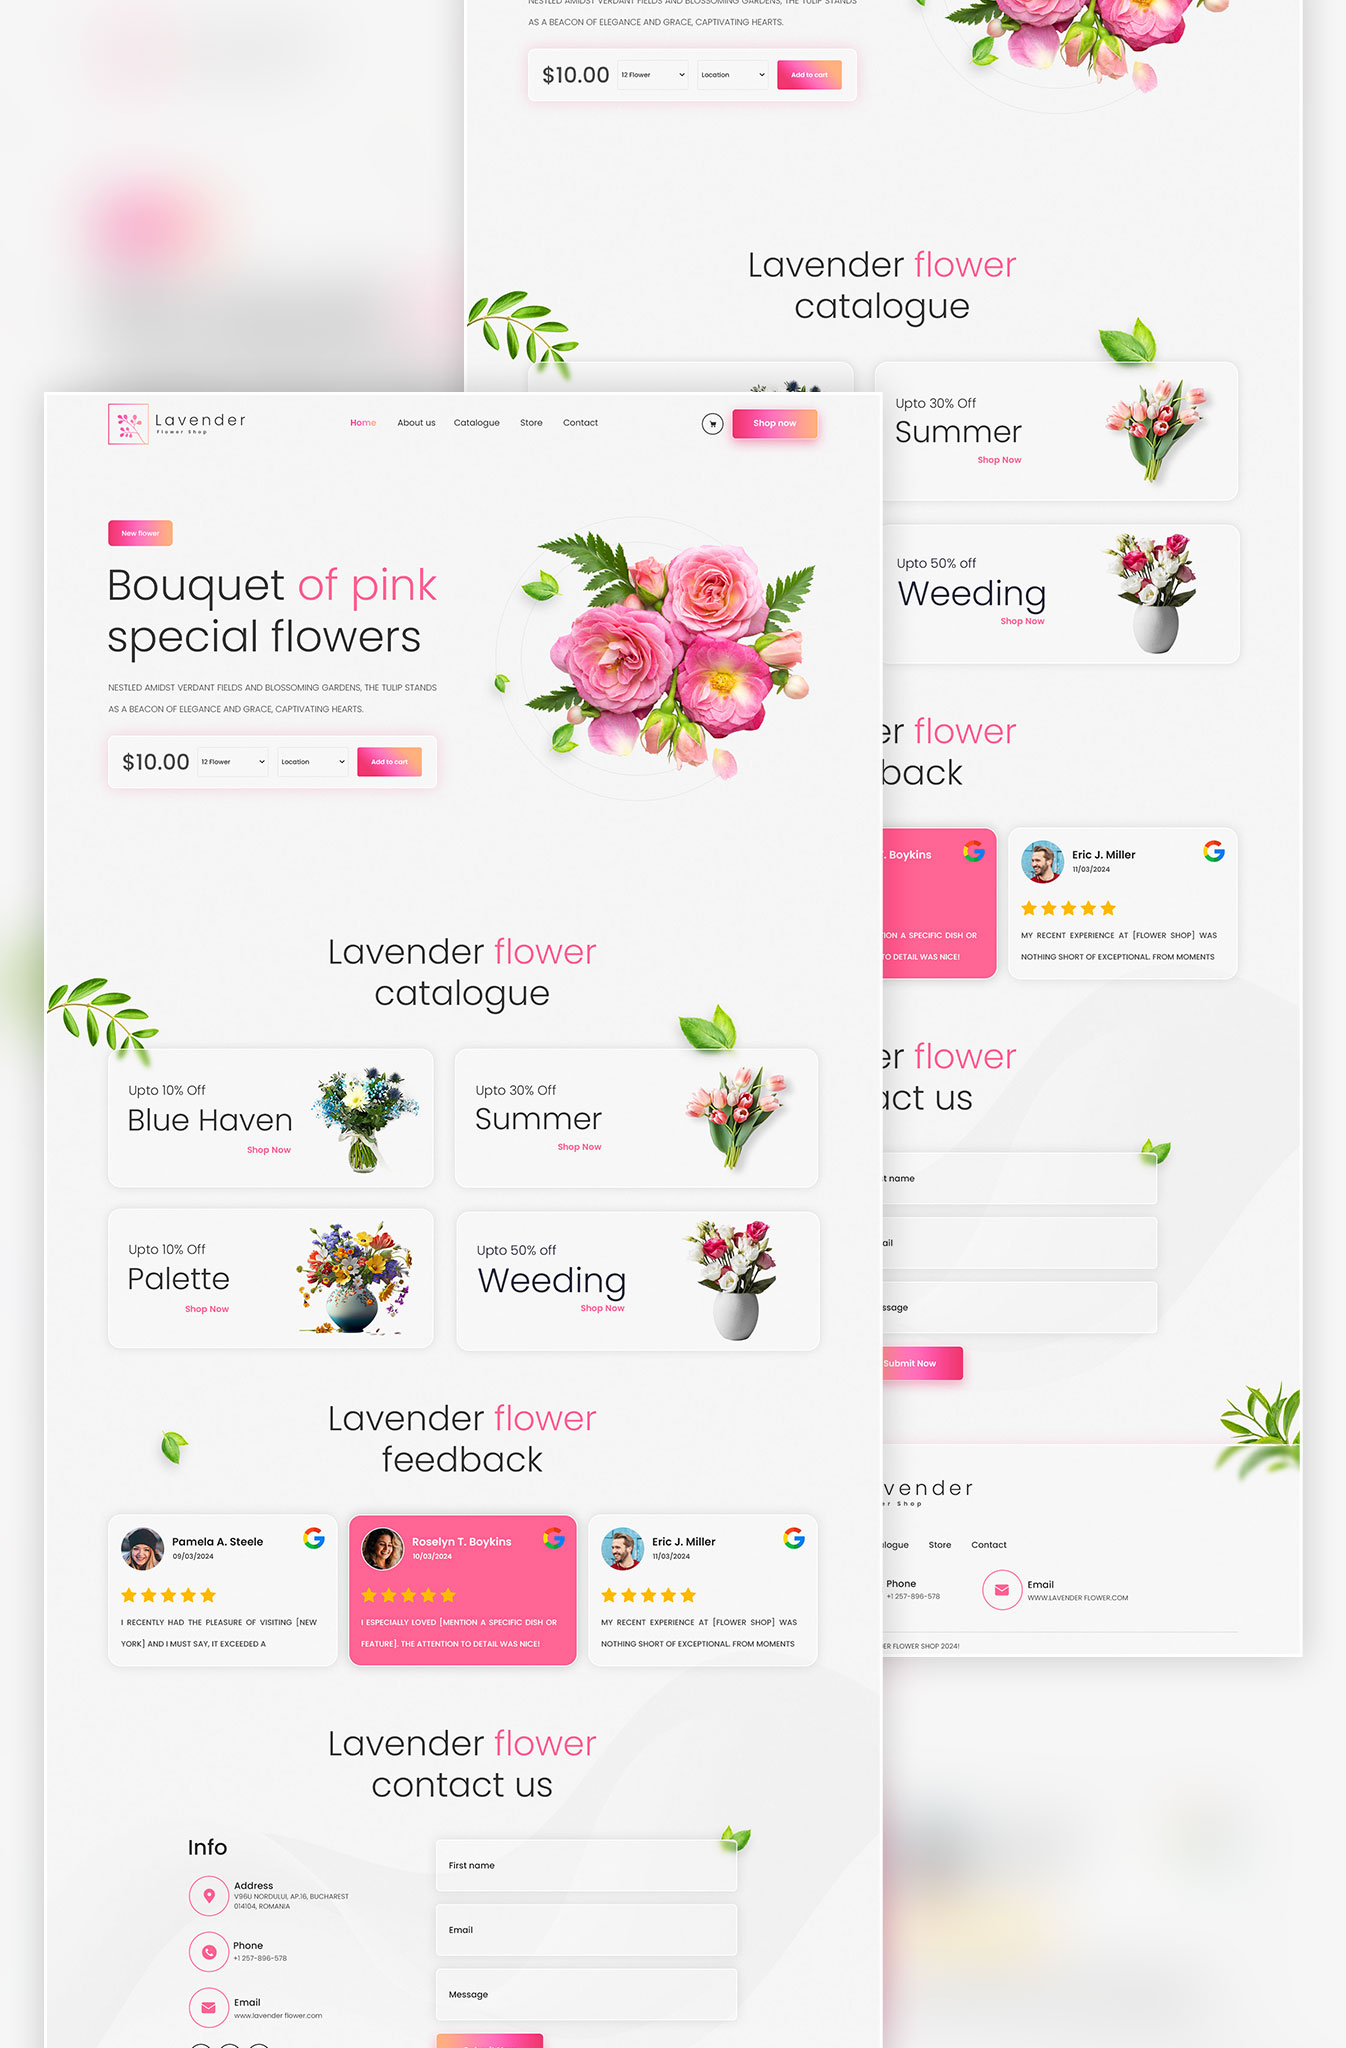 NESTLED AMIDST VERDANT FIELDS AND BLOSSOMING GARDENS, THE TULIP STANDS
AS A BEACON OF ELEGANCE AND GRACE, CAPTIVATING HEARTS.
$10.00 12 Flower Location Add to cart
Lavender flower
catalogue
Upto 30% Off
Summer
Shop Now
Upto 50% off
Weeding
Shop Now
er flower
back
. Boykins
ION A SPECIFIC DISH OR
TO DETAIL WAS NICE!
Eric J. Miller
11/03/2024
MY RECENT EXPERIENCE AT [FLOWER SHOP] WAS
NOTHING SHORT OF EXCEPTIONAL. FROM MOMENTS
er flower
act us
t name
ail
ssage
Submit Now
vender
er Shop
logue Store Contact
Phone
+1 257-896-578
Email
WWW.LAVENDER FLOWER.COM
ER FLOWER SHOP 2024!
Lavender
Flower Shop
Home About us Catalogue Store Contact
Shop now
New flower
Bouquet of pink
special flowers
NESTLED AMIDST VERDANT FIELDS AND BLOSSOMING GARDENS, THE TULIP STANDS
AS A BEACON OF ELEGANCE AND GRACE, CAPTIVATING HEARTS.
$10.00 12 Flower Location Add to cart
Lavender flower
catalogue
Upto 10% Off
Blue Haven
Shop Now
Upto 30% Off
Summer
Shop Now
Upto 10% Off
Palette
Shop Now
Upto 50% off
Weeding
Shop Now
Lavender flower
feedback
Pamela A. Steele
09/03/2024
I RECENTLY HAD THE PLEASURE OF VISITING [NEW
YORK] AND I MUST SAY, IT EXCEEDED A
Roselyn T. Boykins
10/03/2024
I ESPECIALLY LOVED [MENTION A SPECIFIC DISH OR
FEATURE]. THE ATTENTION TO DETAIL WAS NICE!
Eric J. Miller
11/03/2024
MY RECENT EXPERIENCE AT [FLOWER SHOP] WAS
NOTHING SHORT OF EXCEPTIONAL. FROM MOMENTS
Lavender flower
contact us
Info
Address
V96U NORDULUI, AP.16, BUCHAREST
014104, ROMANIA
Phone
+1 257-896-578
Email
www.lavender flower.com
First name
Email
Message